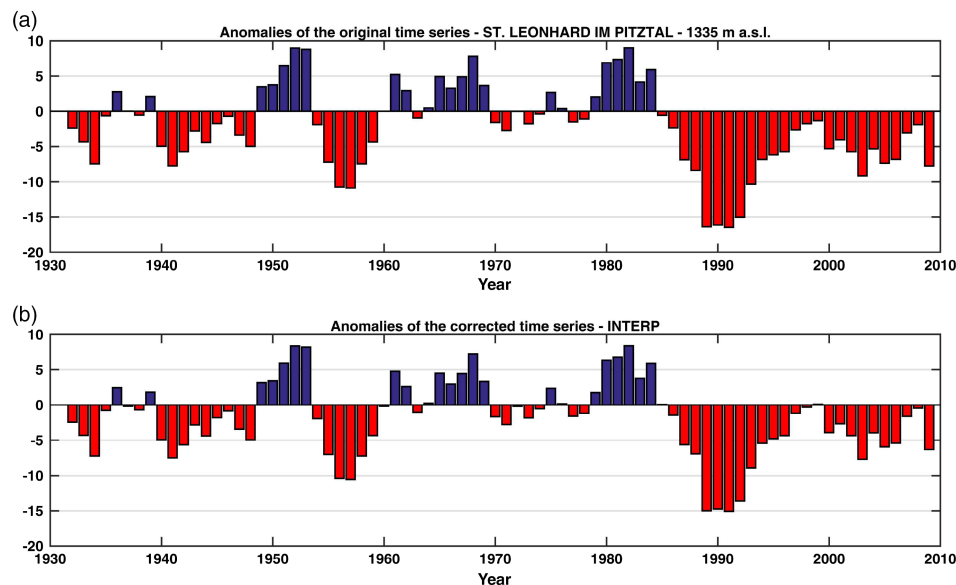 (a)
Anomalies of the original time series - ST. LEONHARD IM PITZTAL - 1335 m a.s.l.
10
5
0
-5
-10
-15
-20
1930 1940 1950 1960 1970 1980 1990 2000 2010
Year
(b)
Anomalies of the corrected time series - INTERP
10
5
0
-5
-10
-15
-20
1930 1940 1950 1960 1970 1980 1990 2000 2010
Year